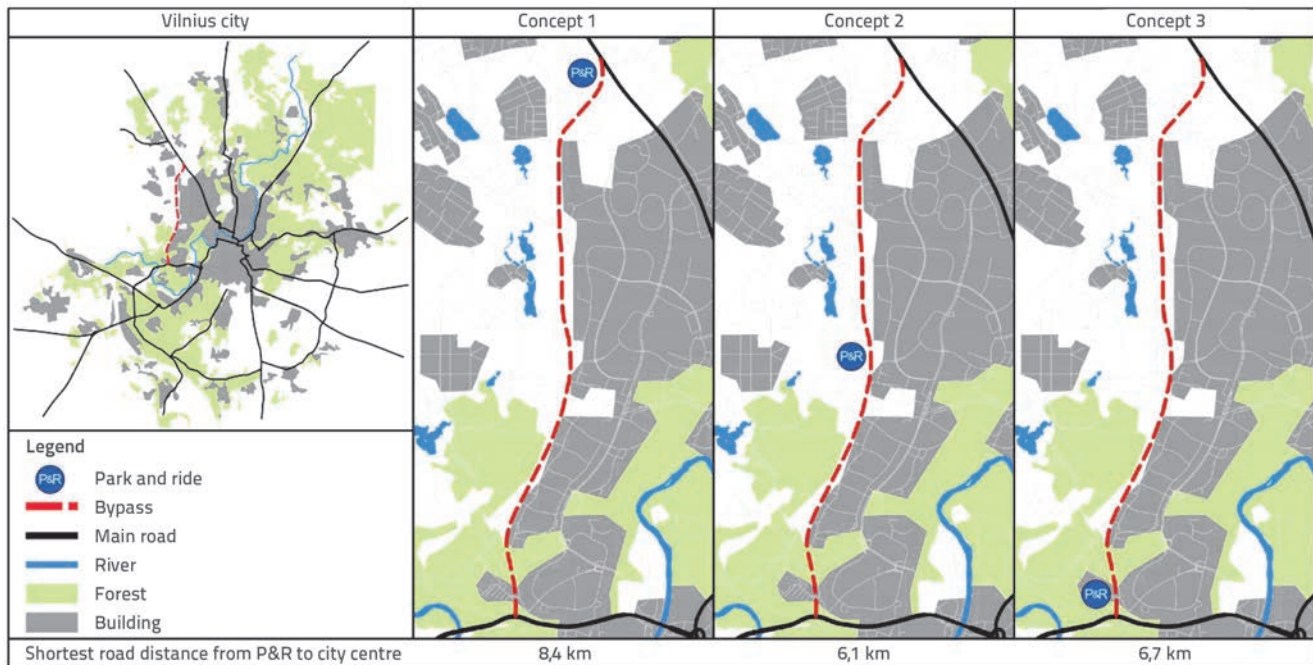 Vilnius city
Concept 1
Concept 2
Concept 3
P&R
P&R
P&R
Legend
P&R Park and ride
Bypass
Main road
River
Forest
Building
Shortest road distance from P&R to city centre
8,4 km
6,1 km
6,7 km